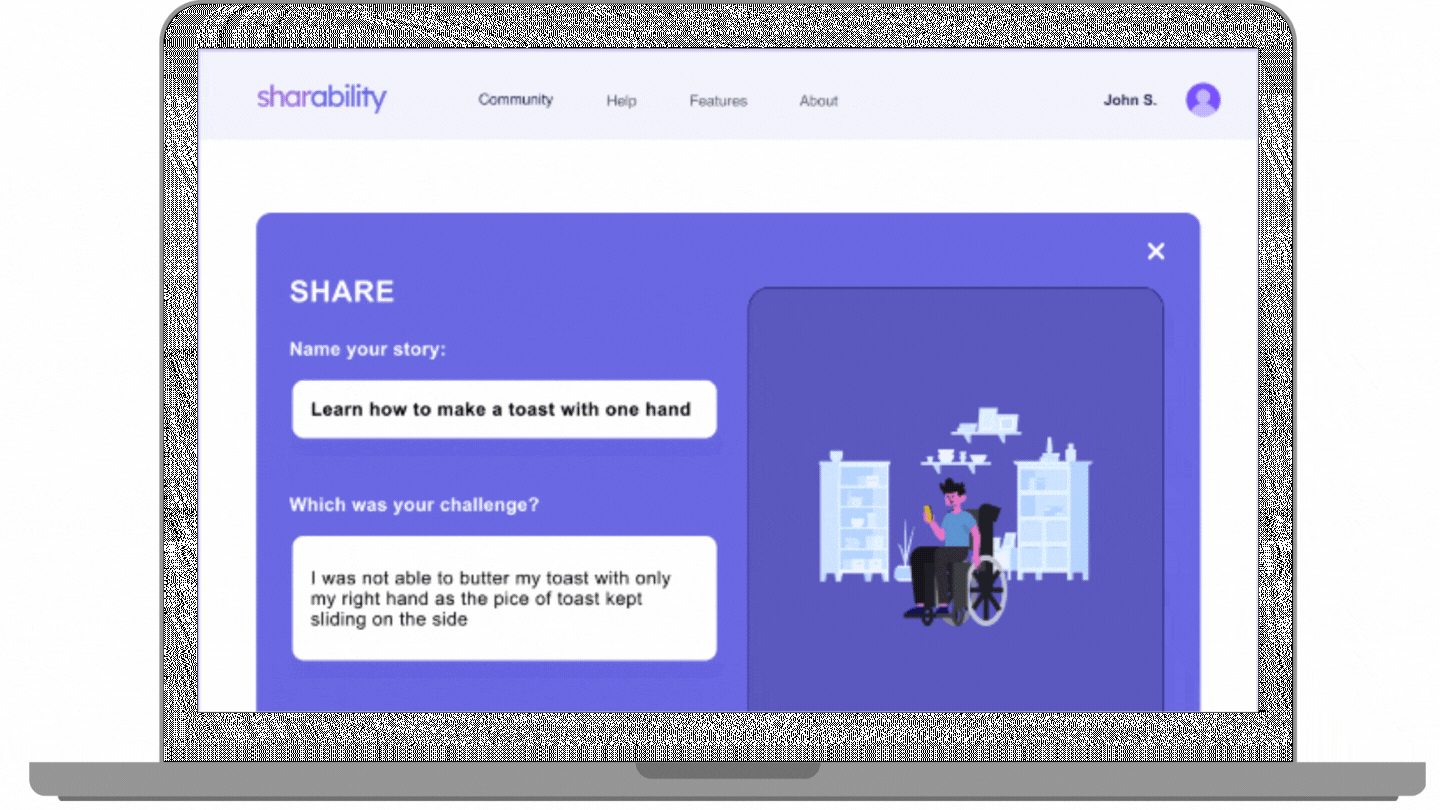 sharability
Community Help Features About John S.
SHARE
Name your story:
Learn how to make a toast with one hand
Which was your challenge?
I was not able to butter my toast with only
my right hand as the pice of toast kept
sliding on the side